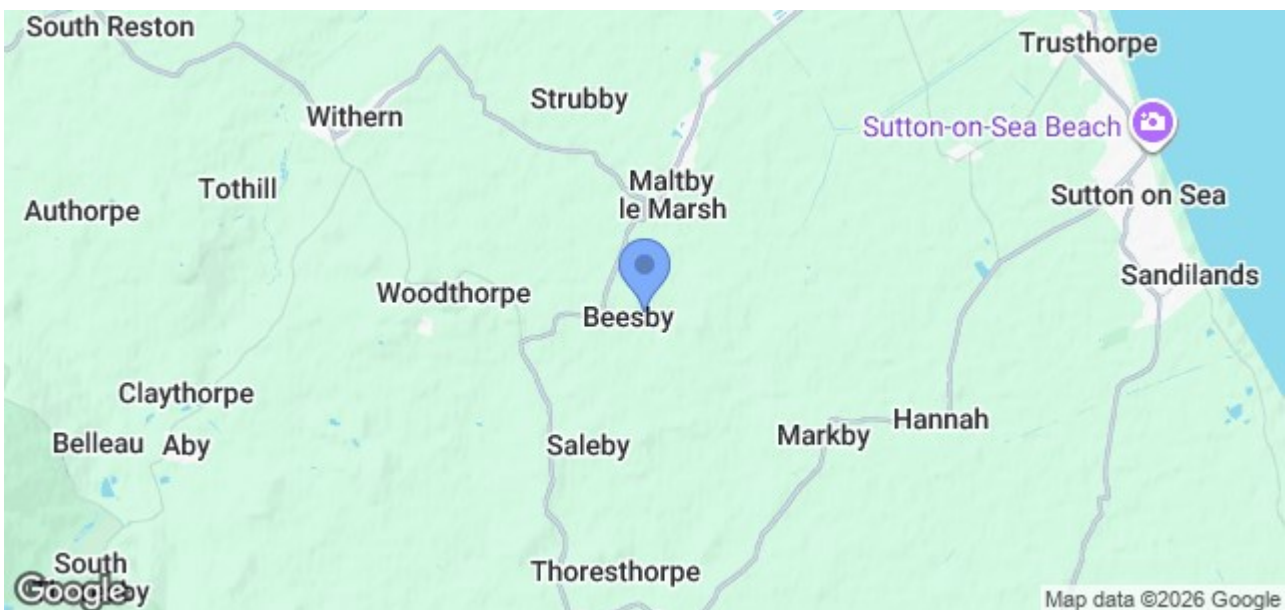 South Reston
Trusthorpe
Strubby
Withern
Sutton-on-Sea Beach
Maltby
le Marsh
Tothill
Authorpe
Sutton on Sea
Sandilands
Woodthorpe
Beesby
Claythorpe
Hannah
Markby
Belleau
Aby
Saleby
South
Thoresthorpe
Google
Map data ©2026 Google